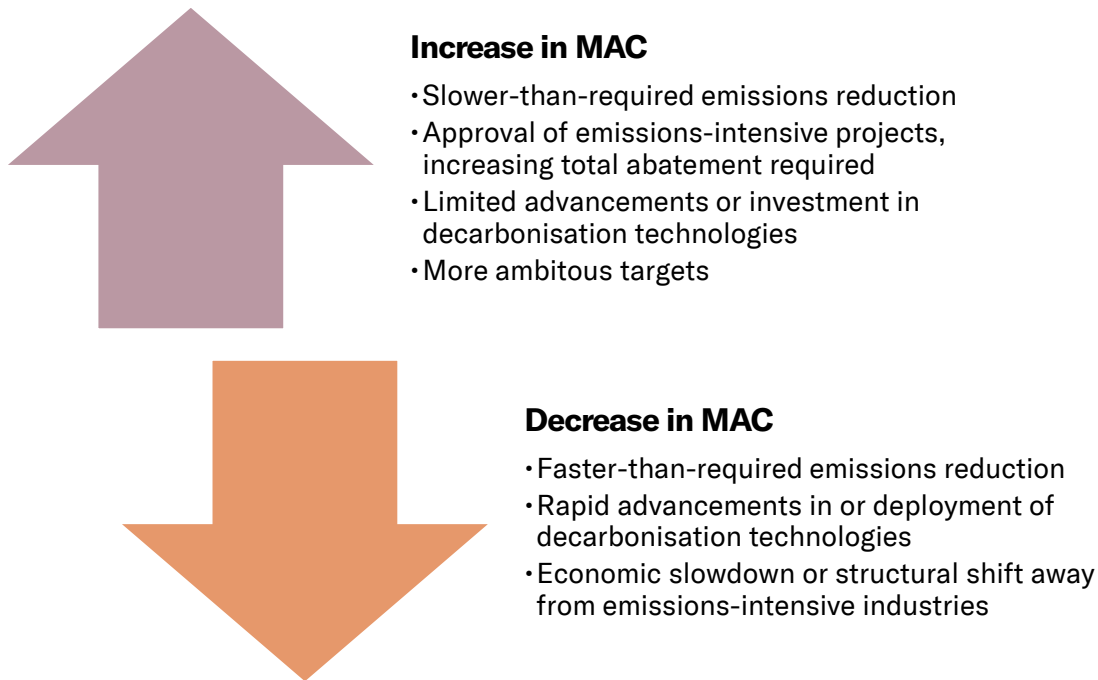 Increase in MAC
·Slower-than-required emissions reduction
·Approval of emissions-intensive projects,
increasing total abatement required
·Limited advancements or investment in
decarbonisation technologies
·More ambitous targets
Decrease in MAC
·Faster-than-required emissions reduction
·Rapid advancements in or deployment of
decarbonisation technologies
·Economic slowdown or structural shift away
from emissions-intensive industries